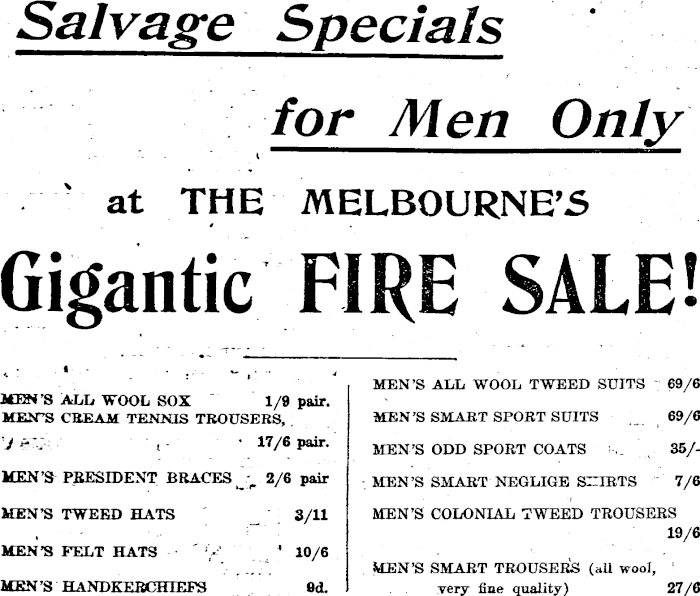 Salvage Specials
for Men Only
at THE MELBOURNE'S
Gigantic FIRE SALE!
MEN'S ALL WOOL SOX 1/9 pair.
MEN'S CREAM TENNIS TROUSERS,
17/6 pair.
MEN'S PRESIDENT BRACES 2/6 pair
MEN'S TWEED HATS 3/11
MEN'S FELT HATS 10/6
MEN'S HANDKERCHIEFS 9d.
MEN'S ALL WOOL TWEED SUITS 69/6
MEN'S SMART SPORT SUITS 69/6
MEN'S ODD SPORT COATS 35/-
MEN'S SMART NEGLIGE SHIRTS 7/6
MEN'S COLONIAL TWEED TROUSERS
19/6
MEN'S SMART TROUSERS (all wool,
very fine quality) 27/6